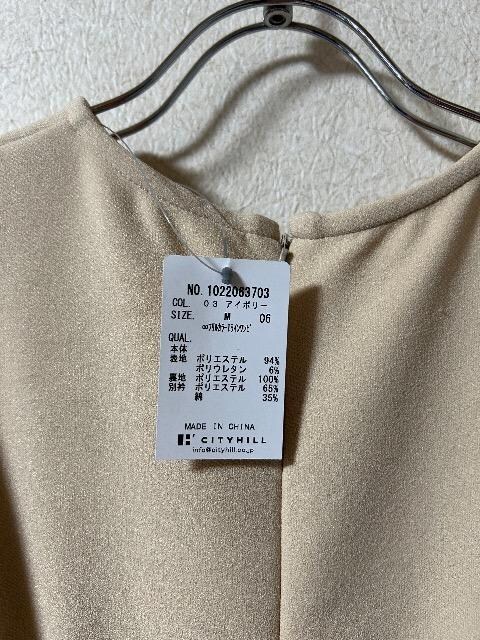 NO. 1022063703
COL. 03 アイボリー
SIZE. M 06
QUAL.
本体
表地 ポリエステル 94%
ポリウレタン 6%
裏地 ポリエステル 100%
別衿 ポリエステル 65%
綿 35%
MADE IN CHINA
CITYHILL
info@cityhill.co.jp